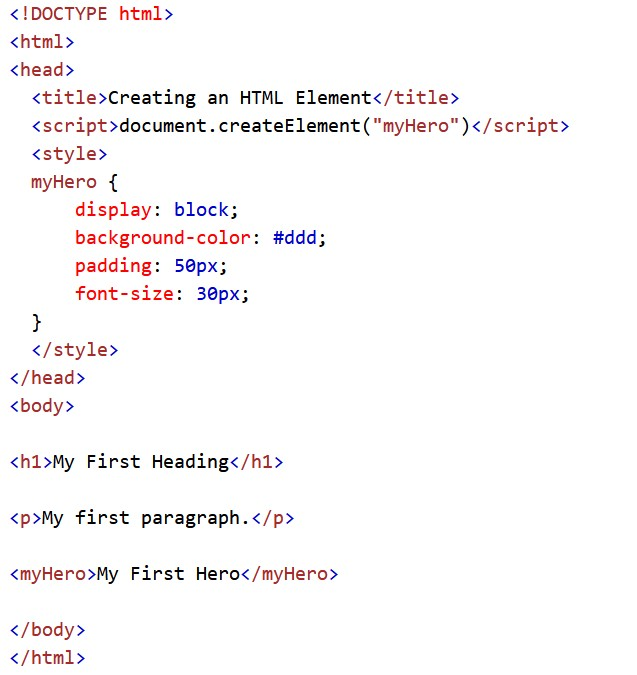 <!DOCTYPE html>
<html>
<head>
  <title>Creating an HTML Element</title>
  <script>document.createElement("myHero")</script>
  <style>
  myHero {
      display: block;
      background-color: #ddd;
      padding: 50px;
      font-size: 30px;
  }
  </style>
</head>
<body>

<h1>My First Heading</h1>

<p>My first paragraph.</p>

<myHero>My First Hero</myHero>

</body>
</html>